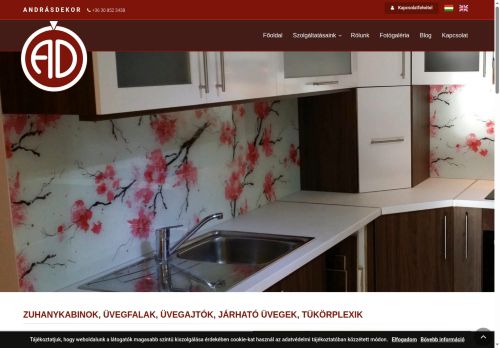 ANDRÁSDEKOR +36 30 852 3439 Kapcsolatfelvétel
AD
Főoldal Szolgáltatásaink Rólunk Fotógaléria Blog Kapcsolat
ZUHANYKABINOK, ÜVEGFALAK, ÜVEGAJTÓK, JÁRHATÓ ÜVEGEK, TÜKÖRPLEXIK
Tájékoztatjuk, hogy weboldalunk a látogatók magasabb szintű kiszolgálása érdekében cookie-kat használ az adatvédelmi tájékoztatóban közzétett módon. Elfogadom Bővebb információ